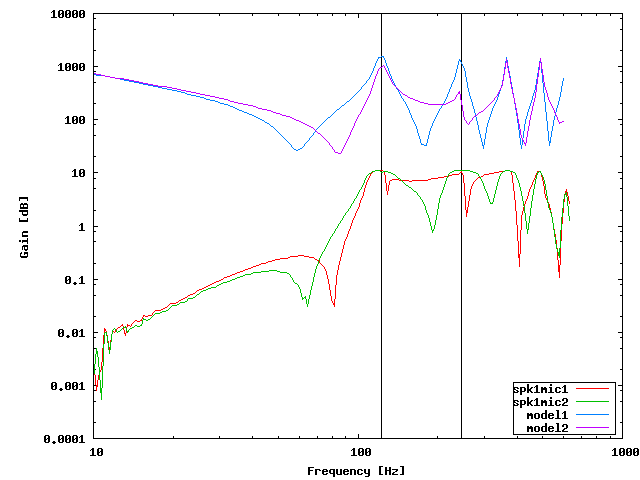 10000
1000
100
10
1
0.1
0.01
0.001
0.0001
Gain [dB]
10
100
1000
Frequency [Hz]
spk1mic1
spk1mic2
model1
model2